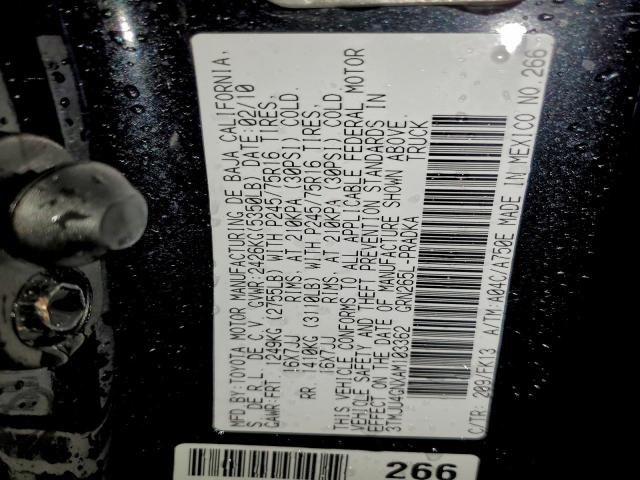 MFD.BY:TOYOTA MOTOR MANUFACTURING DE BAJA CALIFORNIA,
S DE R.L. DE C.V. GVWR:2426KG(5350LB) DATE:02/10
GAWR:FRT. 1249KG (2755LB) WITH P245/75R16 TIRES,
16X7JJ RIMS, AT 210KPA (30PSI) COLD.
RR. 1410KG (3110LB) WITH P245/75R16 TIRES,
16X7JJ RIMS, AT 210KPA (30PSI) COLD.
THIS VEHICLE CONFORMS TO ALL APPLICABLE FEDERAL MOTOR
VEHICLE SAFETY AND THEFT PREVENTION STANDARDS IN
EFFECT ON THE DATE OF MANUFACTURE SHOWN ABOVE.
3TMJU4GNXAM103362 GRN265L-PRADKA TRUCK
C/TR: 209/FK13 A/TM:A04C/A750E MADE IN MEXICO NO.266
266